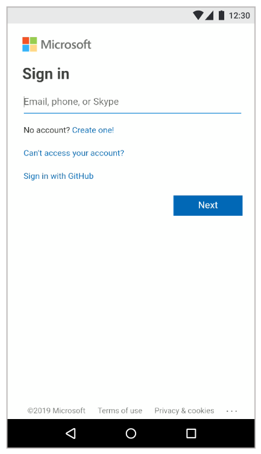 12:30
Microsoft
Sign in
Email, phone, or Skype
No account? Create one!
Can't access your account?
Sign in with GitHub
Next
©2019 Microsoft Terms of use Privacy & cookies ...